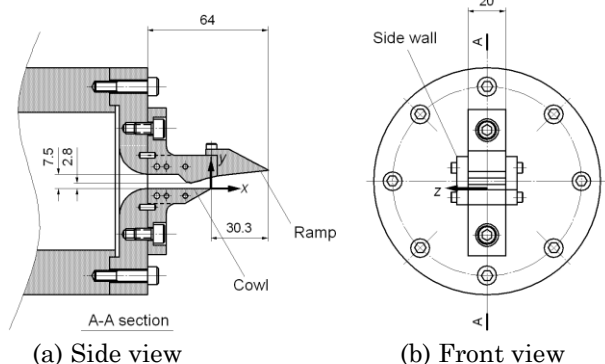 64
20
A
Side wall
7.5
2.8
y
x
z
30.3
Ramp
Cowl
A-A section
A
(a) Side view
(b) Front view